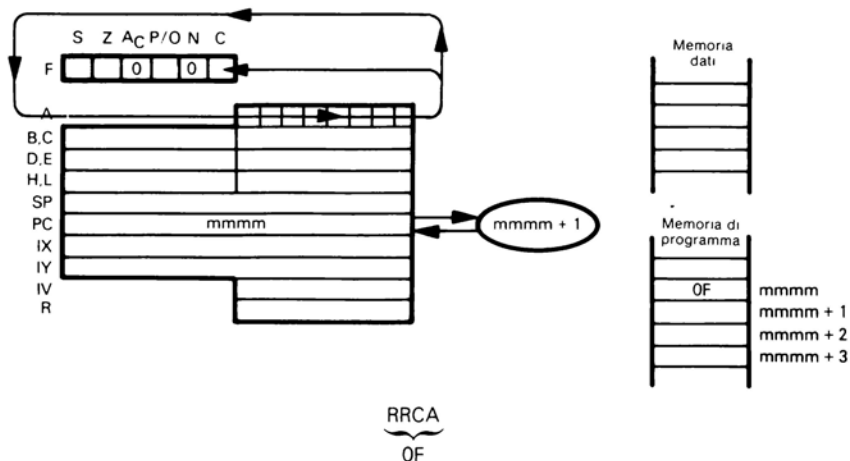 S Z AC P/O N C
F 0 0
A
B,C
D,E
H,L
SP
PC mmmm mmmm + 1
IX
IY
IV
R
Memoria
dati
Memoria di
programma
0F mmmm
mmmm + 1
mmmm + 2
mmmm + 3
RRCA
0F